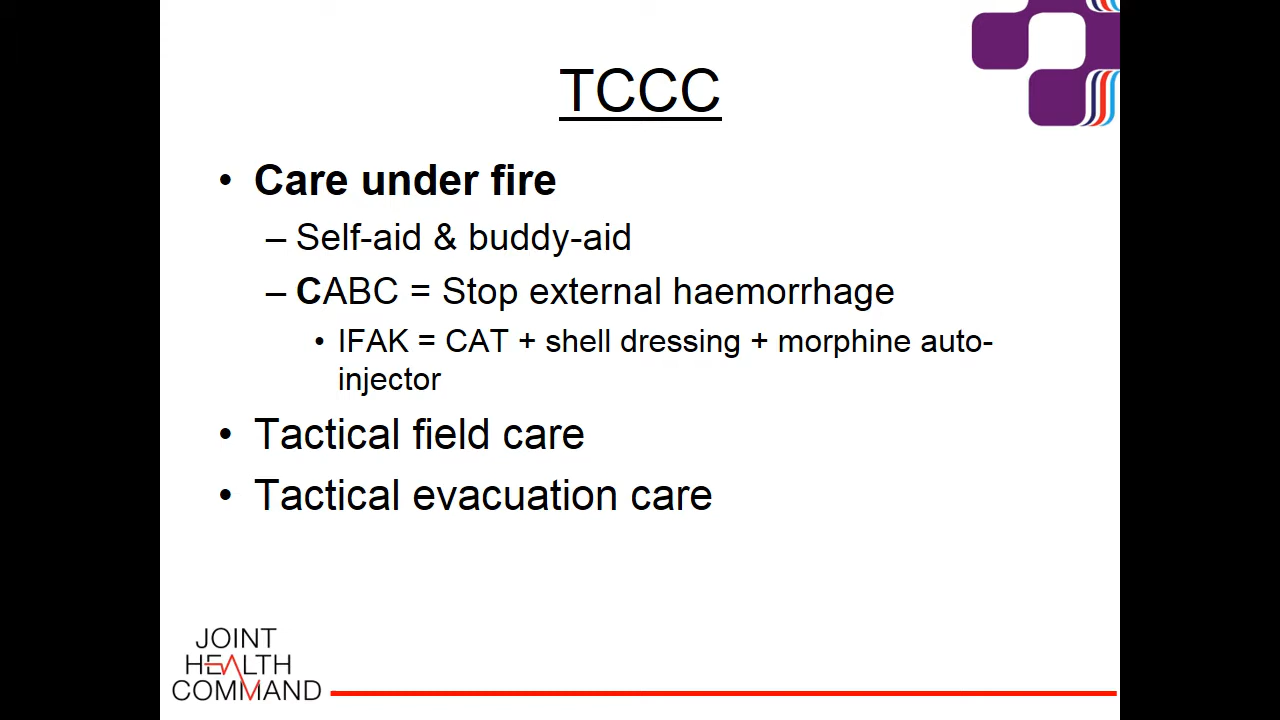 TCCC
• Care under fire
– Self-aid & buddy-aid
– CABC = Stop external haemorrhage
• IFAK = CAT + shell dressing + morphine auto-
injector
• Tactical field care
• Tactical evacuation care
JOINT
HEALTH
COMMAND